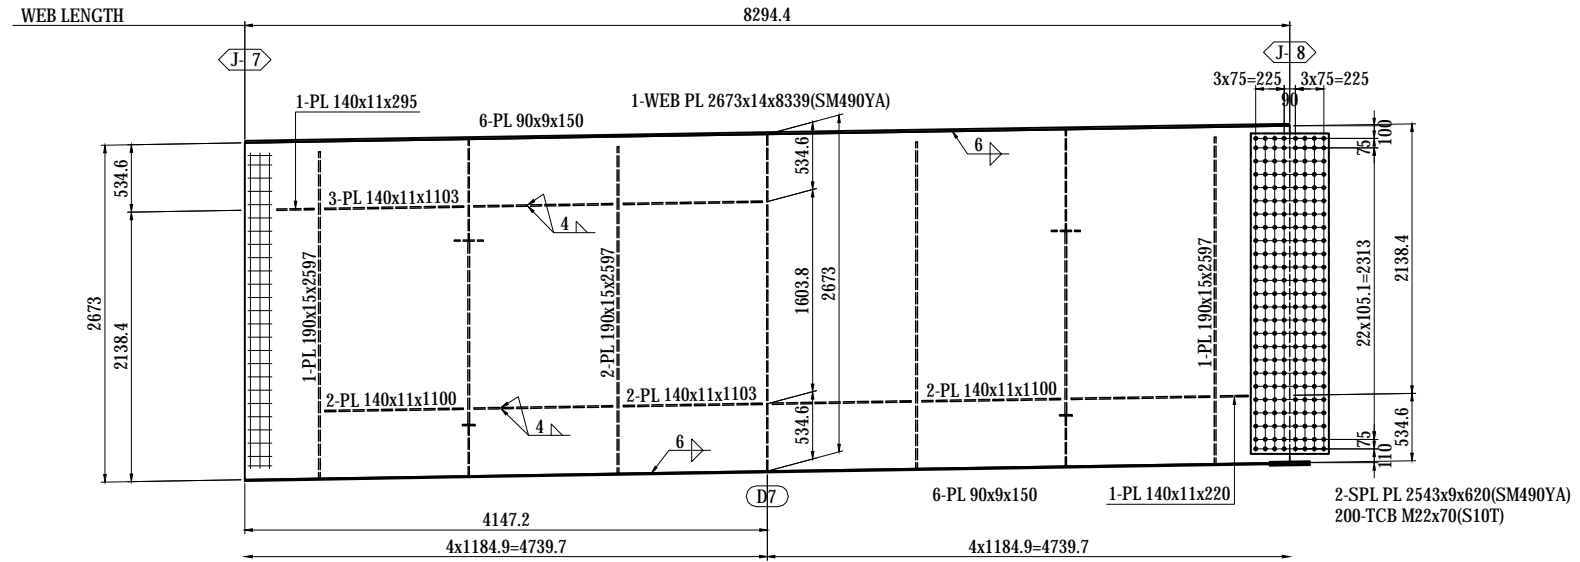 WEB LENGTH
8294.4
J- 7
J- 8
3x75=225
3x75=225
90
1-PL 140x11x295
6-PL 90x9x150
1-WEB PL 2673x14x8339(SM490YA)
100
75
534.6
534.6
6
3-PL 140x11x1103
4
2673
2138.4
1-PL 190x15x2597
2-PL 190x15x2597
1603.8
2673
1-PL 190x15x2597
22x105.1=2313
2138.4
2-PL 140x11x1100
2-PL 140x11x1103
2-PL 140x11x1100
4
534.6
6
75
534.6
110
D7
6-PL 90x9x150
1-PL 140x11x220
2-SPL PL 2543x9x620(SM490YA)
200-TCB M22x70(S10T)
4147.2
4x1184.9=4739.7
4x1184.9=4739.7